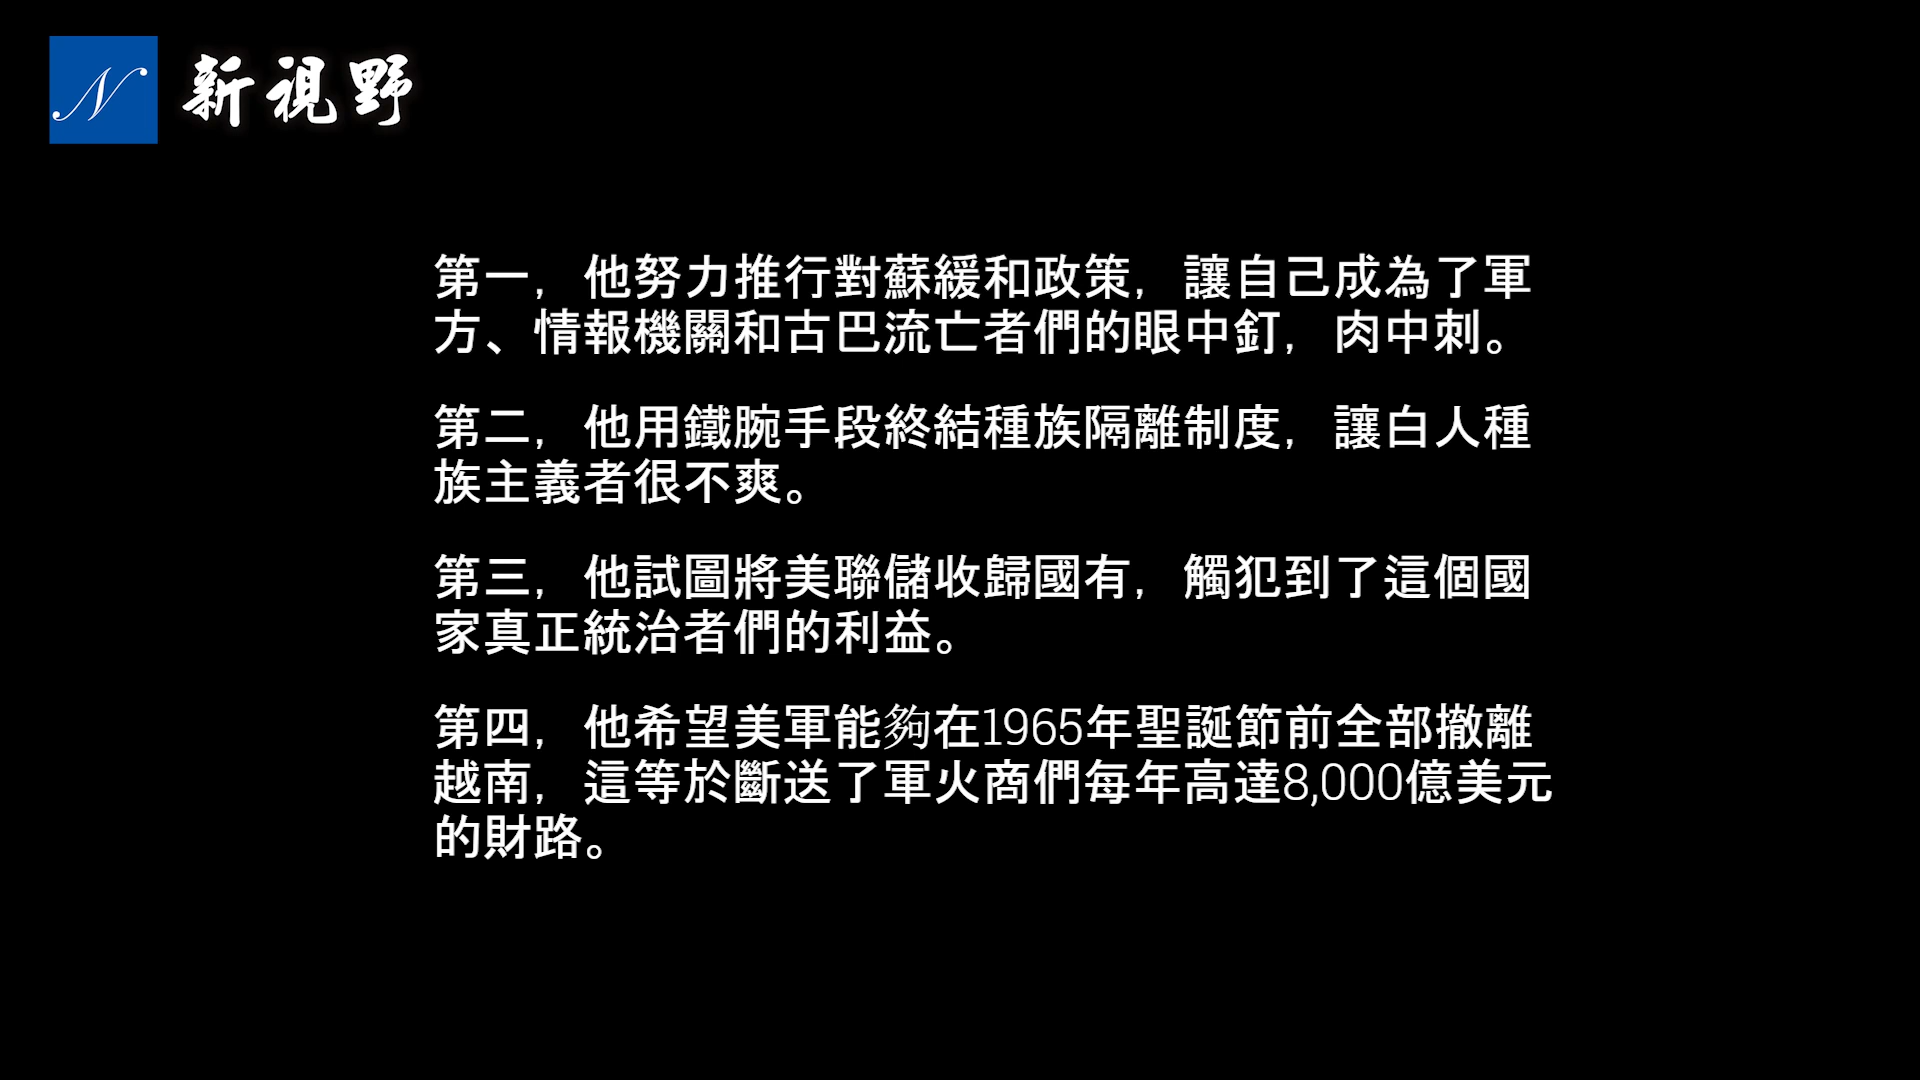 N 新視野
第一，他努力推行對蘇緩和政策，讓自己成為了軍
方、情報機關和古巴流亡者們的眼中釘，肉中刺。
第二，他用鐵腕手段終結種族隔離制度，讓白人種
族主義者很不爽。
第三，他試圖將美聯儲收歸國有，觸犯到了這個國
家真正統治者們的利益。
第四，他希望美軍能夠在1965年聖誕節前全部撤離
越南，這等於斷送了軍火商們每年高達8,000億美元
的財路。